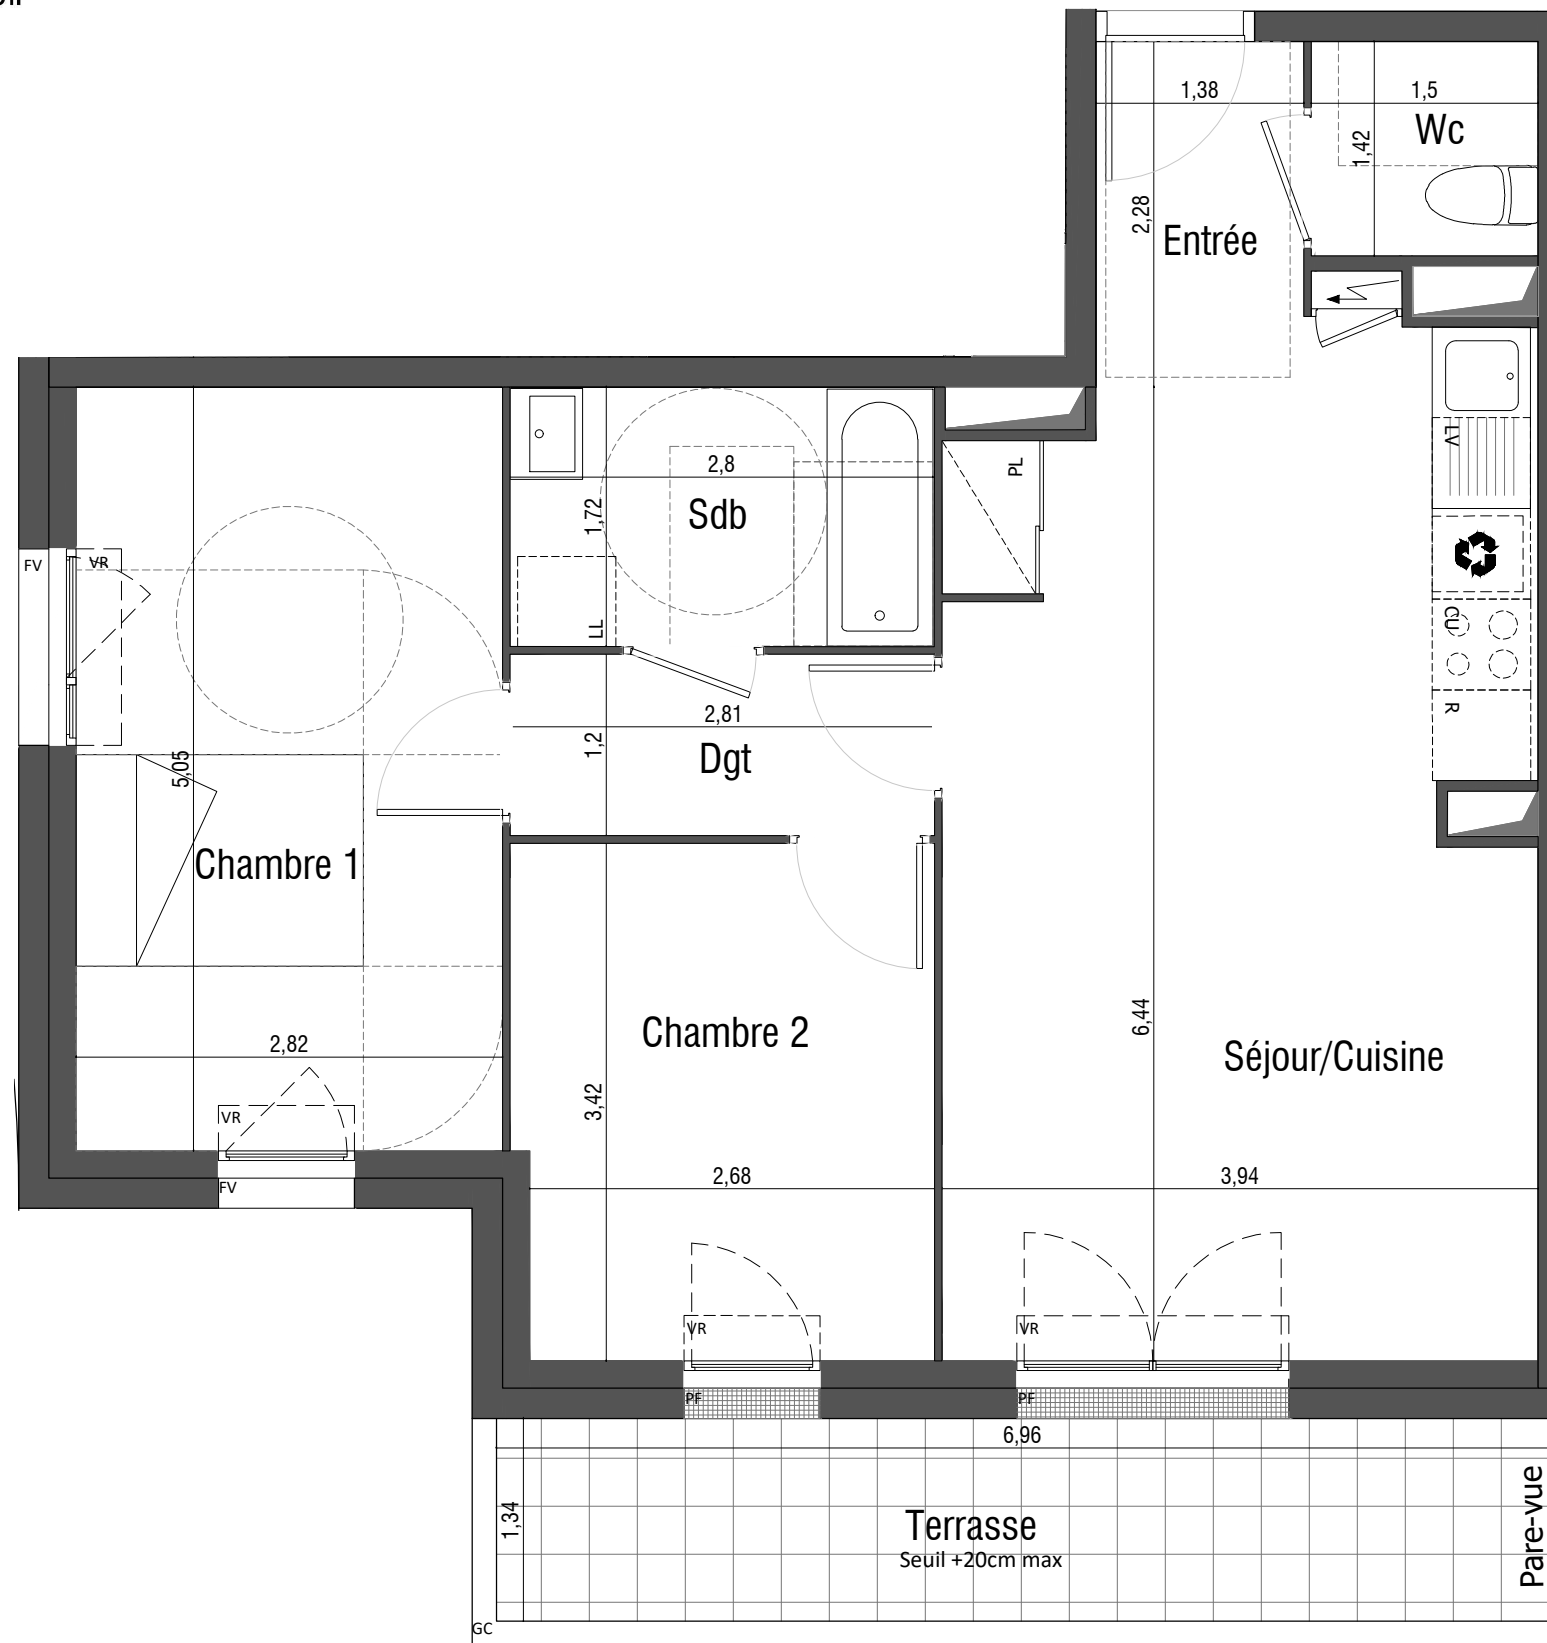 1,38
1,5
Wc
1,42
2,28
Entrée
2,8
PL
LV
Sdb
1,72
FV
VR
CU
LL
R
2,81
1,2
Dgt
5,05
Chambre 1
6,44
Chambre 2
Séjour/Cuisine
2,82
3,42
VR
2,68
3,94
FV
VR
VR
PF
PF
6,96
Pare-vue
1,34
Terrasse
Seuil +20cm max
GC